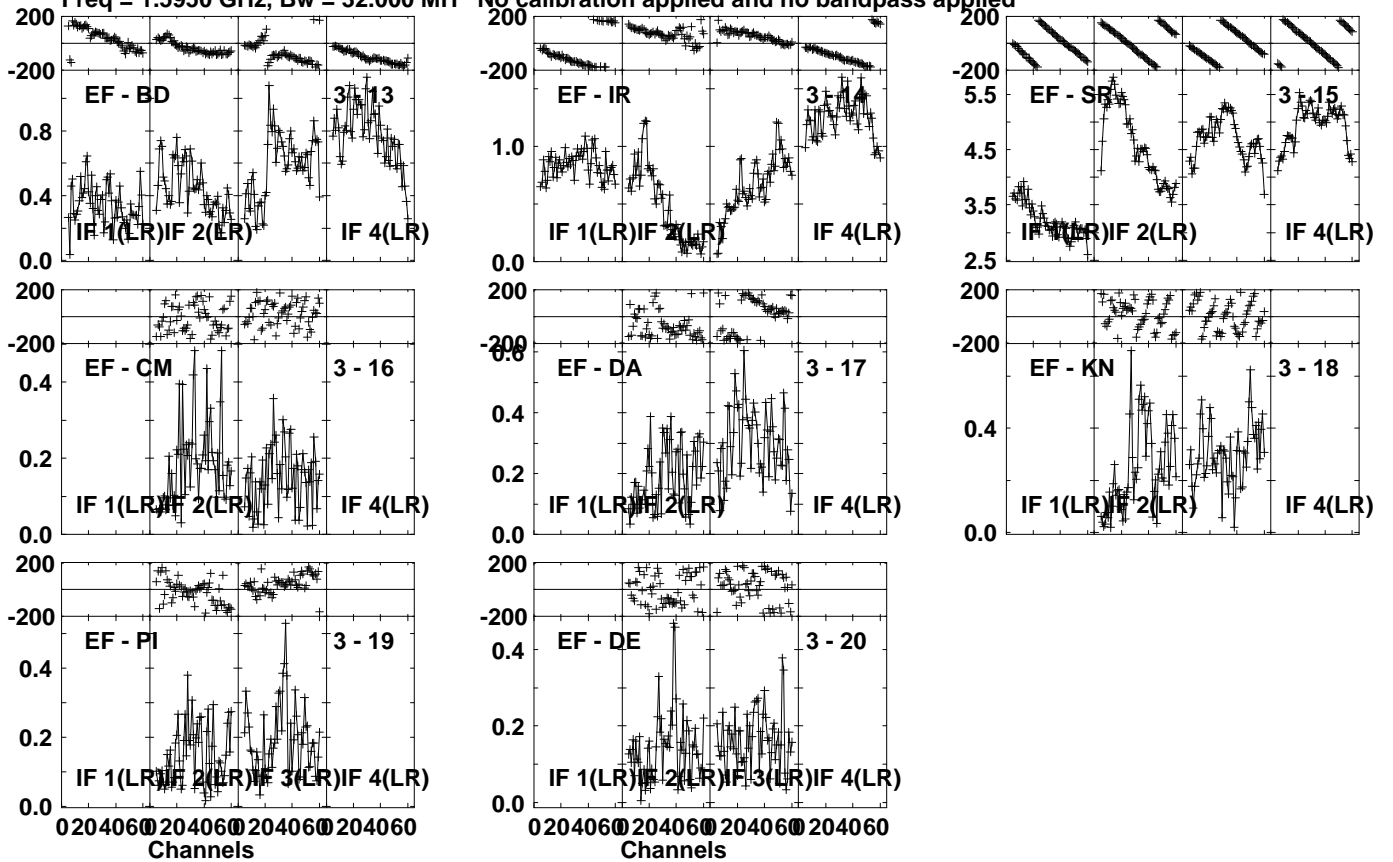 Freq = 1.5950 GHz, Bw = 32.000 MH No calibration applied and no bandpass applied
200
-200
EF - BD
3 - 13
0.8
0.4
0.0
IF 1(LR)
IF 2(LR)
IF 4(LR)
200
-200
EF - IR
3 - 14
1.0
0.0
IF 1(LR)
IF 2(LR)
IF 4(LR)
200
-200
EF - SR
3 - 15
5.5
4.5
3.5
2.5
IF 1(LR)
IF 2(LR)
IF 4(LR)
200
-200
EF - CM
3 - 16
0.4
0.2
0.0
IF 1(LR)
IF 2(LR)
IF 4(LR)
200
-200
0.6
EF - DA
3 - 17
0.4
0.2
0.0
IF 1(LR)
IF 2(LR)
IF 4(LR)
200
-200
EF - KN
3 - 18
0.4
0.0
IF 1(LR)
IF 2(LR)
IF 4(LR)
200
-200
EF - PI
3 - 19
0.4
0.2
0.0
IF 1(LR)
IF 2(LR)
IF 3(LR)
IF 4(LR)
0 20 40 60 0 20 40 60 0 20 40 60 0 20 40 60
Channels
200
-200
EF - DE
3 - 20
0.4
0.2
0.0
IF 1(LR)
IF 2(LR)
IF 3(LR)
IF 4(LR)
0 20 40 60 0 20 40 60 0 20 40 60 0 20 40 60
Channels